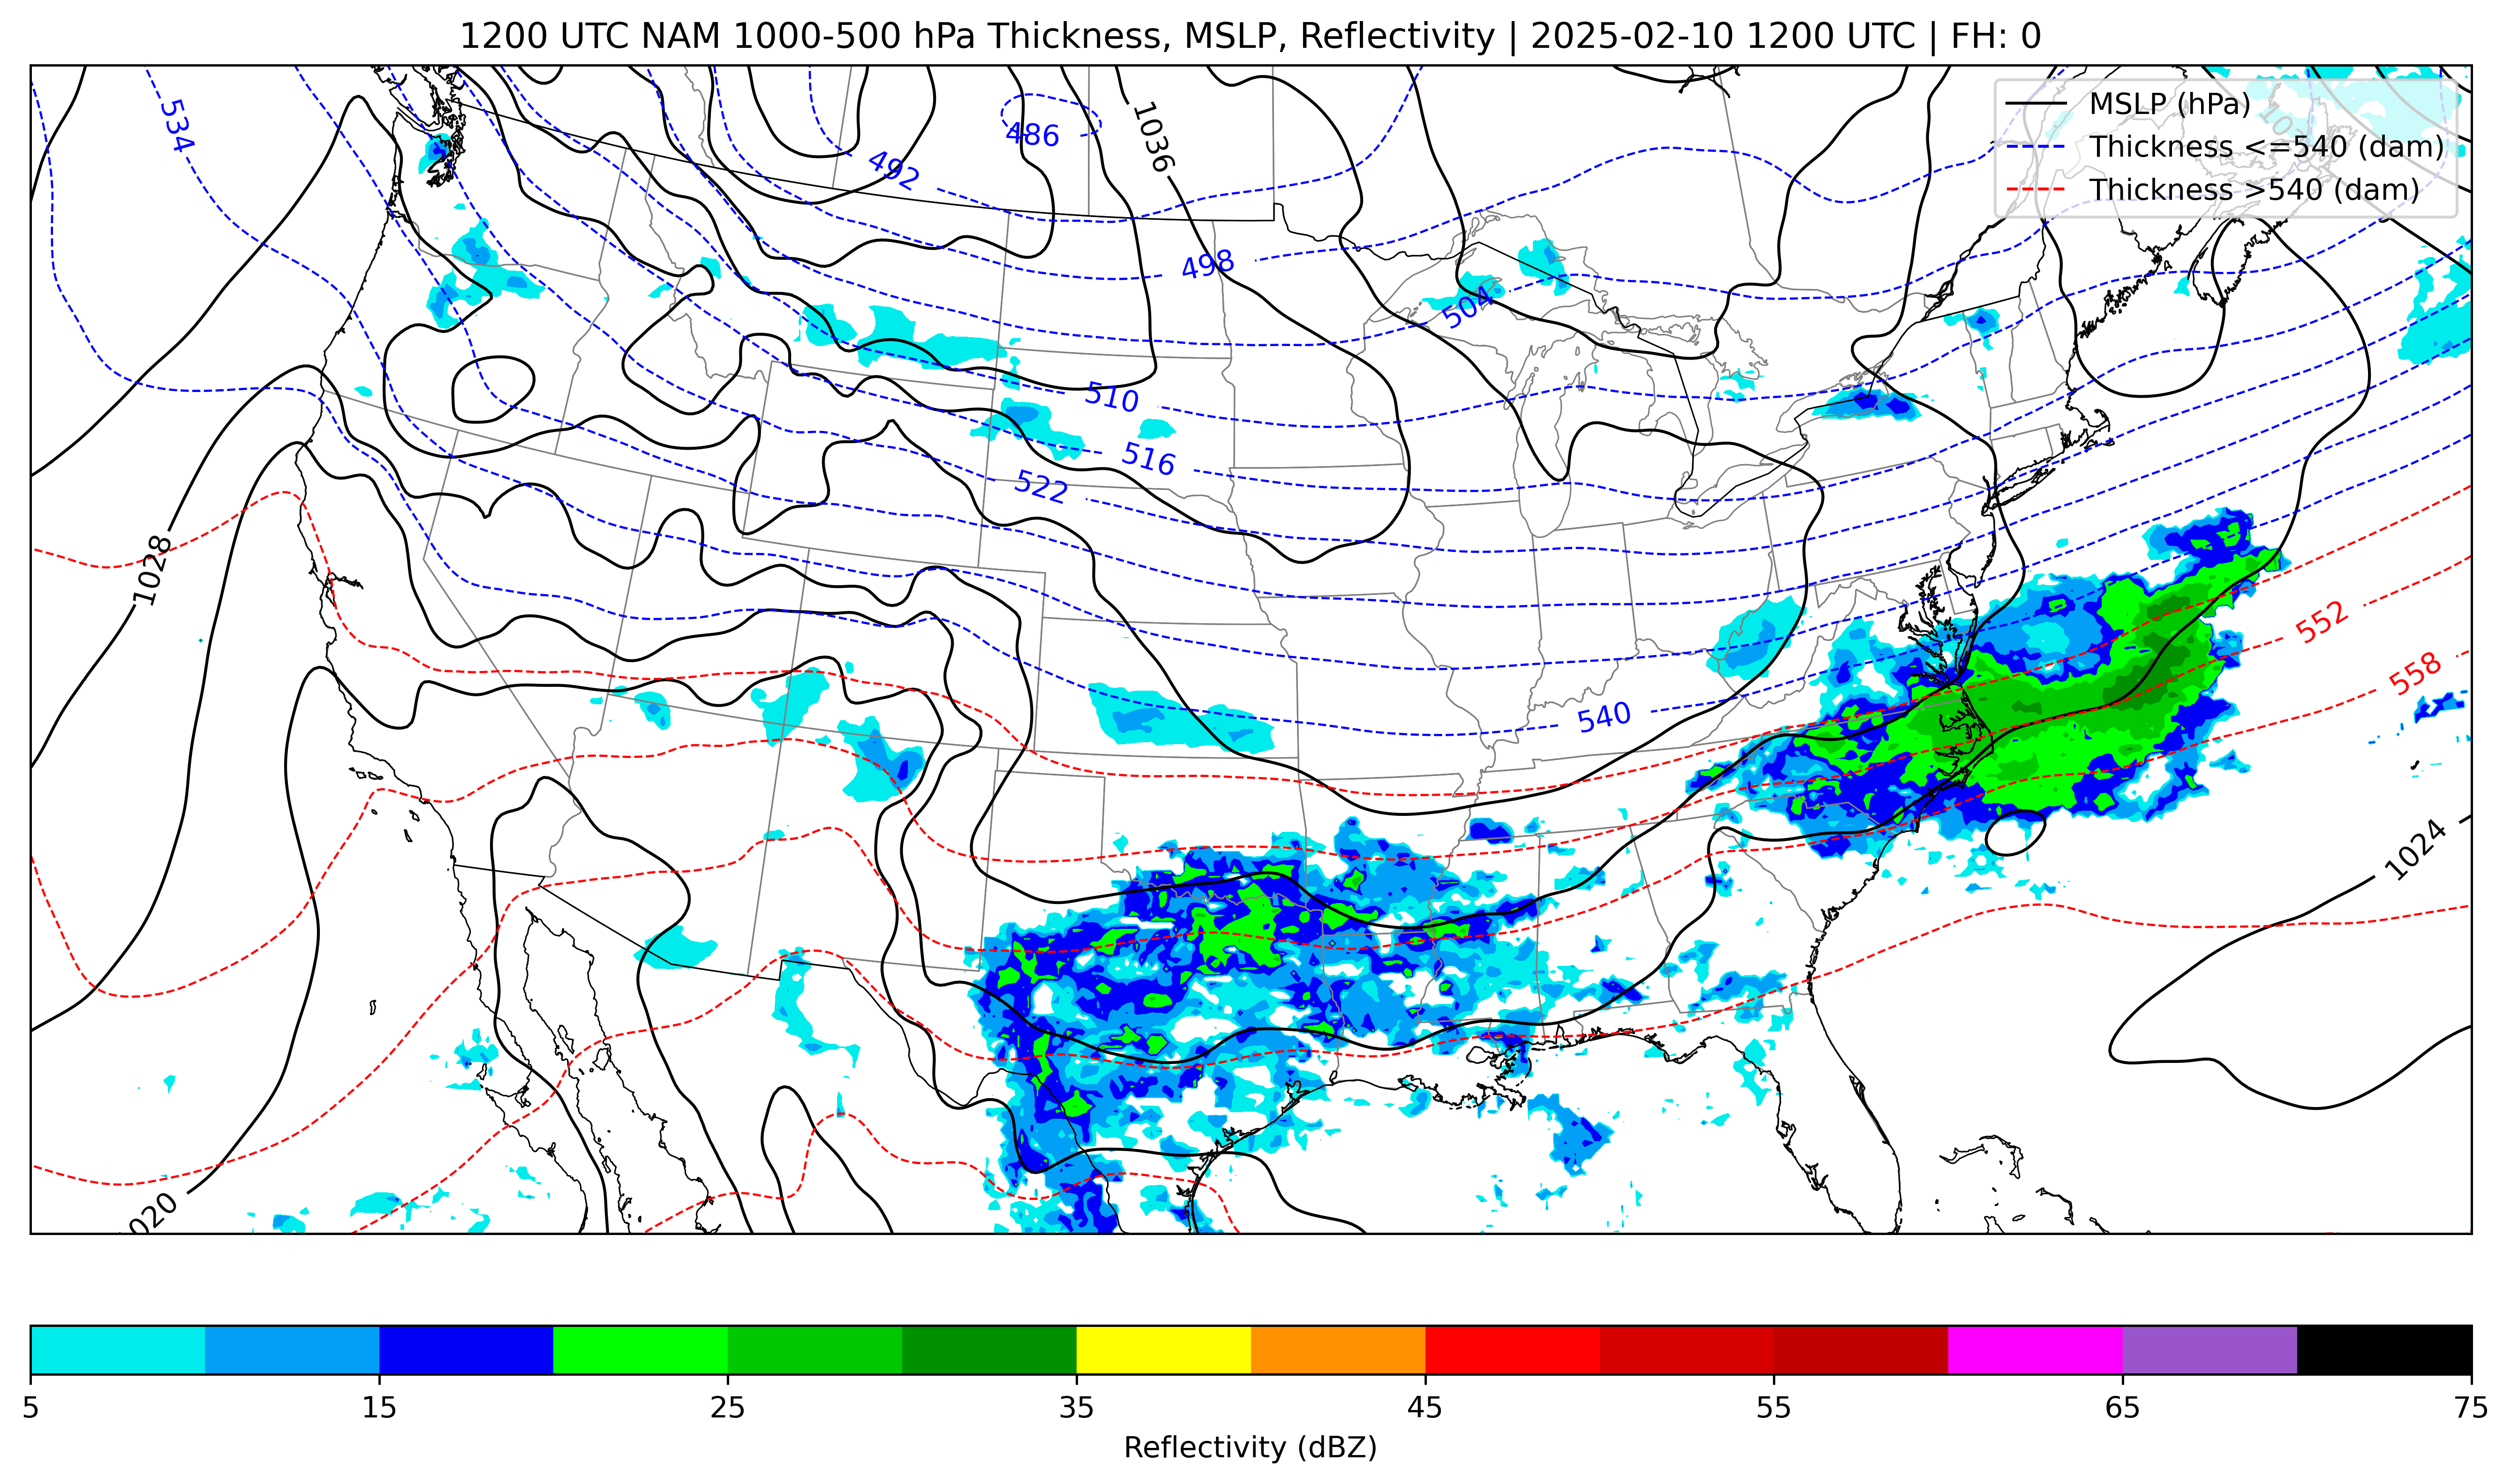 1200 UTC NAM 1000-500 hPa Thickness, MSLP, Reflectivity | 2025-02-10 1200 UTC | FH: 0
MSLP (hPa)
Thickness <=540 (dam)
Thickness >540 (dam)
534
486
1036
492
498
504
510
516
522
1028
552
558
540
1024
1020
5 15 25 35 45 55 65 75
Reflectivity (dBZ)